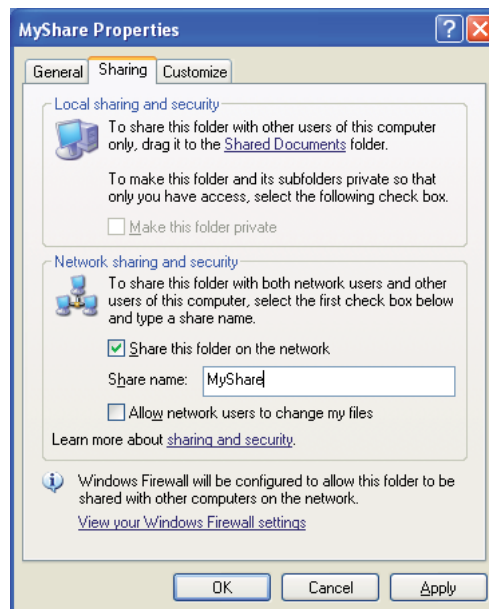 MyShare Properties
General Sharing Customize
Local sharing and security
To share this folder with other users of this computer
only, drag it to the Shared Documents folder.
To make this folder and its subfolders private so that
only you have access, select the following check box.
Make this folder private
Network sharing and security
To share this folder with both network users and other
users of this computer, select the first check box below
and type a share name.
Share this folder on the network
Share name: MyShare
Allow network users to change my files
Learn more about sharing and security.
Windows Firewall will be configured to allow this folder to be
shared with other computers on the network.
View your Windows Firewall settings
OK Cancel Apply